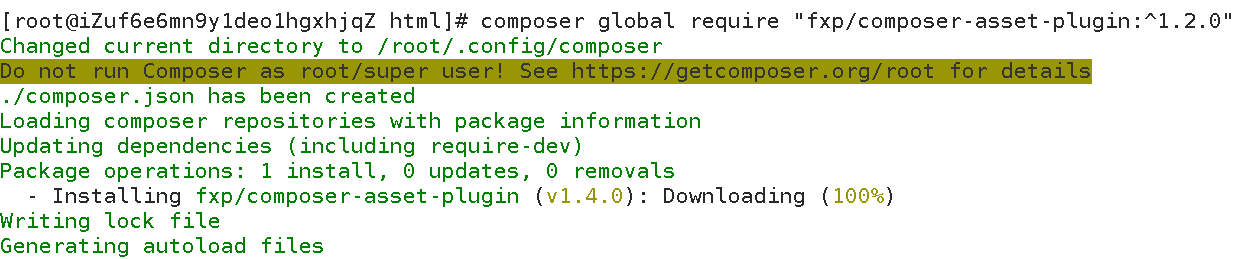 [root@iZuf6e6mn9y1deo1hgxhjqZ html]# composer global require "fxp/composer-asset-plugin:^1.2.0"
Changed current directory to /root/.config/composer
Do not run Composer as root/super user! See https://getcomposer.org/root for details
./composer.json has been created
Loading composer repositories with package information
Updating dependencies (including require-dev)
Package operations: 1 install, 0 updates, 0 removals
  - Installing fxp/composer-asset-plugin (v1.4.0): Downloading (100%)
Writing lock file
Generating autoload files